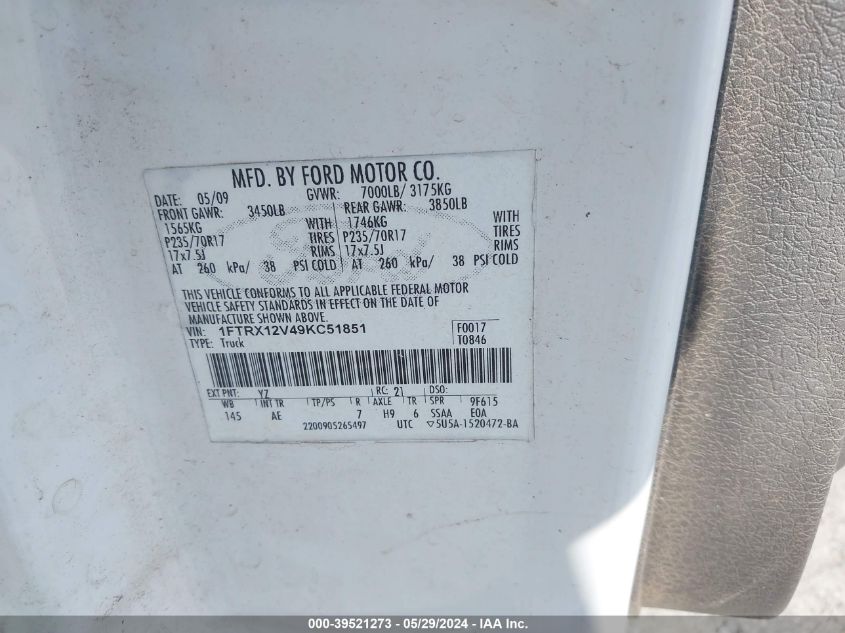 MFD. BY FORD MOTOR CO.
DATE: 05/09 GVWR: 7000LB/ 3175KG
FRONT GAWR: 3450LB REAR GAWR: 3850LB
1565KG WITH 1746KG WITH
P235/70R17 TIRES P235/70R17 TIRES
17x7.5J RIMS 17x7.5J RIMS
AT 260 kPa/ 38 PSI COLD AT 260 kPa/ 38 PSI COLD
THIS VEHICLE CONFORMS TO ALL APPLICABLE FEDERAL MOTOR
VEHICLE SAFETY STANDARDS IN EFFECT ON THE DATE OF
MANUFACTURE SHOWN ABOVE.
VIN: 1FTRX12V49KC51851 F0017
TYPE: Truck T0846
EXT PNT: YZ RC: 21 DSO:
WB INT TR TP/PS R AXLE TR SPR 9F615
145 AE 7 H9 6 SSAA E0A
2200905265497 UTC ▽5U5A-1520472-BA
000-39521273 - 05/29/2024 - IAA Inc.